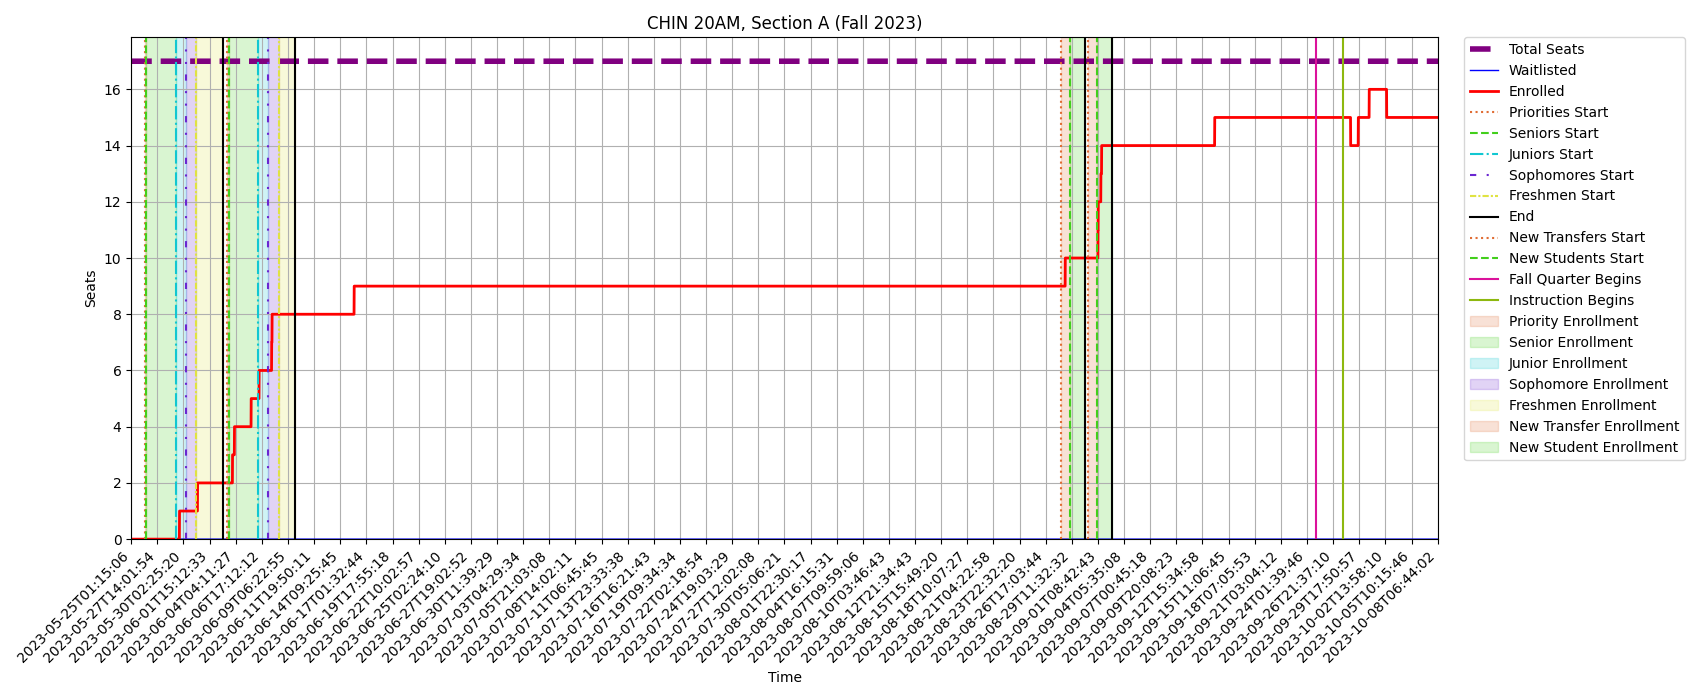 CHIN 20AM, Section A (Fall 2023)
Seats
16
14
12
10
8
6
4
2
0
2023-05-25T01:15:06
2023-05-27T14:01:54
2023-05-30T02:25:20
2023-06-01T15:12:33
2023-06-04T04:11:27
2023-06-06T17:12:12
2023-06-09T06:22:55
2023-06-11T19:50:11
2023-06-14T09:25:45
2023-06-17T01:32:44
2023-06-19T17:55:18
2023-06-22T10:02:57
2023-06-25T02:24:10
2023-06-27T19:02:52
2023-06-30T11:39:29
2023-07-03T04:29:34
2023-07-05T21:03:08
2023-07-08T14:02:11
2023-07-11T06:45:45
2023-07-13T23:33:38
2023-07-16T16:21:43
2023-07-19T09:34:34
2023-07-22T02:18:54
2023-07-24T19:03:29
2023-07-27T12:02:08
2023-07-30T05:06:21
2023-08-01T22:30:17
2023-08-04T16:15:31
2023-08-07T09:59:06
2023-08-10T03:46:43
2023-08-12T21:34:43
2023-08-15T15:49:20
2023-08-18T10:07:27
2023-08-21T04:22:58
2023-08-23T22:32:20
2023-08-26T17:03:44
2023-08-29T11:32:32
2023-09-01T08:42:43
2023-09-04T05:35:08
2023-09-07T00:45:18
2023-09-09T20:08:23
2023-09-12T15:34:58
2023-09-15T11:06:45
2023-09-18T07:05:53
2023-09-21T03:04:12
2023-09-24T01:39:46
2023-09-26T21:37:10
2023-09-29T17:50:57
2023-10-02T13:58:10
2023-10-05T10:15:46
2023-10-08T06:44:02
Time
Total Seats
Waitlisted
Enrolled
Priorities Start
Seniors Start
Juniors Start
Sophomores Start
Freshmen Start
End
New Transfers Start
New Students Start
Fall Quarter Begins
Instruction Begins
Priority Enrollment
Senior Enrollment
Junior Enrollment
Sophomore Enrollment
Freshmen Enrollment
New Transfer Enrollment
New Student Enrollment